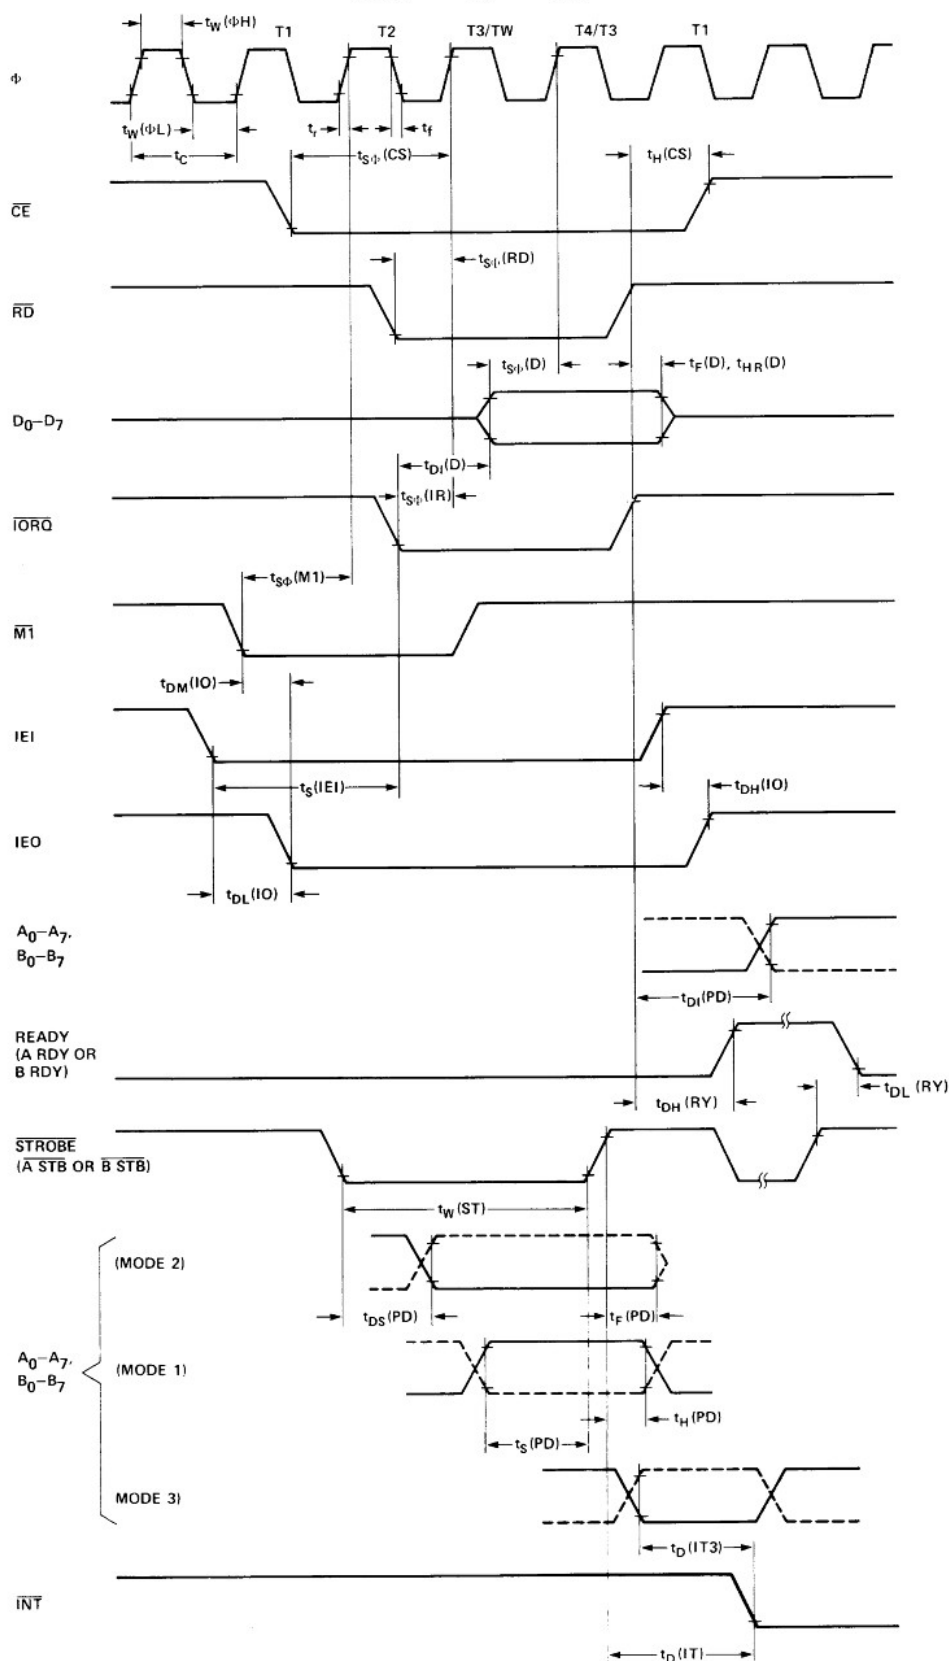 tW(ΦH)
T1
T2
T3/TW
T4/T3
T1
Φ
tW(ΦL)
tr
tf
tC
tSΦ(CS)
tH(CS)
CE
tSΦ(RD)
RD
tSΦ(D)
tF(D), tHR(D)
D0–D7
tDI(D)
tSΦ(IR)
IORQ
tSΦ(M1)
M1
tDM(IO)
IEI
tS(IEI)
tDH(IO)
IEO
tDL(IO)
A0–A7,
B0–B7
tDI(PD)
READY
(A RDY OR
B RDY)
tDL (RY)
tDH (RY)
STROBE
(A STB OR B STB)
tW(ST)
(MODE 2)
tDS(PD)
tF(PD)
A0–A7,
B0–B7
(MODE 1)
tH(PD)
tS(PD)
MODE 3)
tD(IT3)
INT
tD(IT)